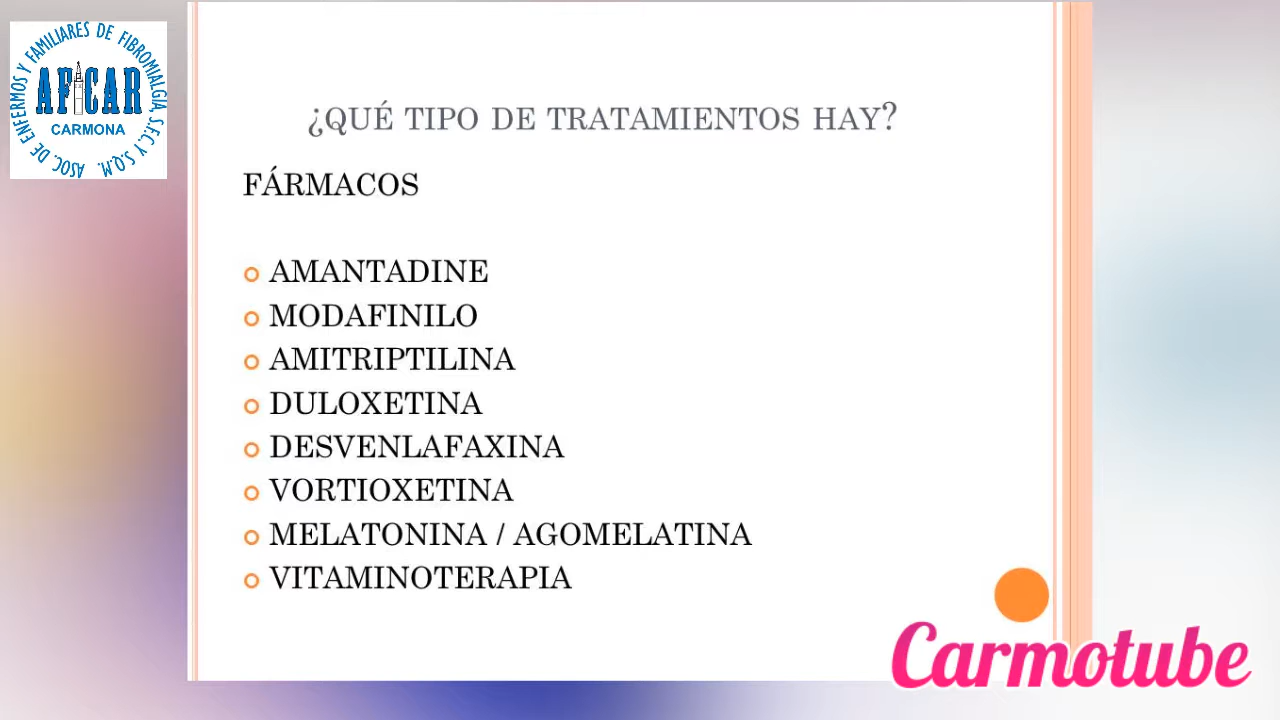 ASOC. DE ENFERMOS Y FAMILIARES DE FIBROMIALGIA, S.F.C. Y S.Q.M.
AFICAR
CARMONA
¿QUÉ TIPO DE TRATAMIENTOS HAY?
FÁRMACOS
AMANTADINE
MODAFINILO
AMITRIPTILINA
DULOXETINA
DESVENLAFAXINA
VORTIOXETINA
MELATONINA / AGOMELATINA
VITAMINOTERAPIA
Carmotube